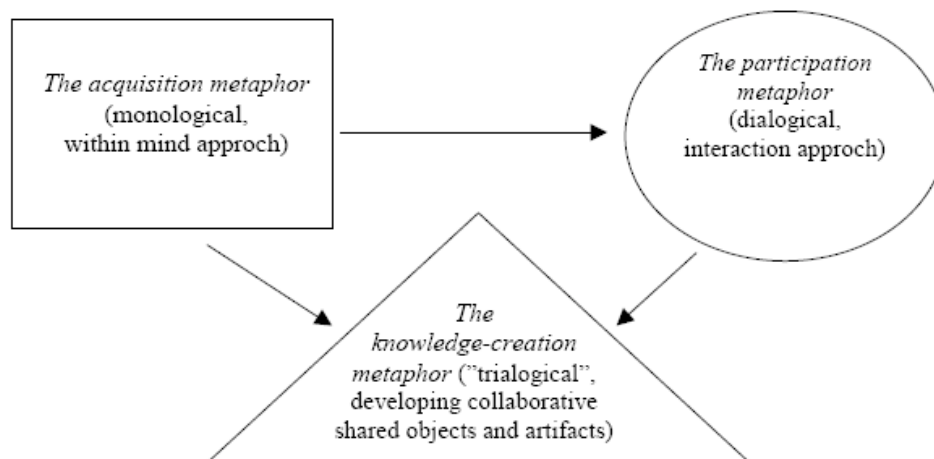 The acquisition metaphor
(monological,
within mind approch)
The participation
metaphor
(dialogical,
interaction approch)
The
knowledge-creation
metaphor (”trialogical”,
developing collaborative
shared objects and artifacts)